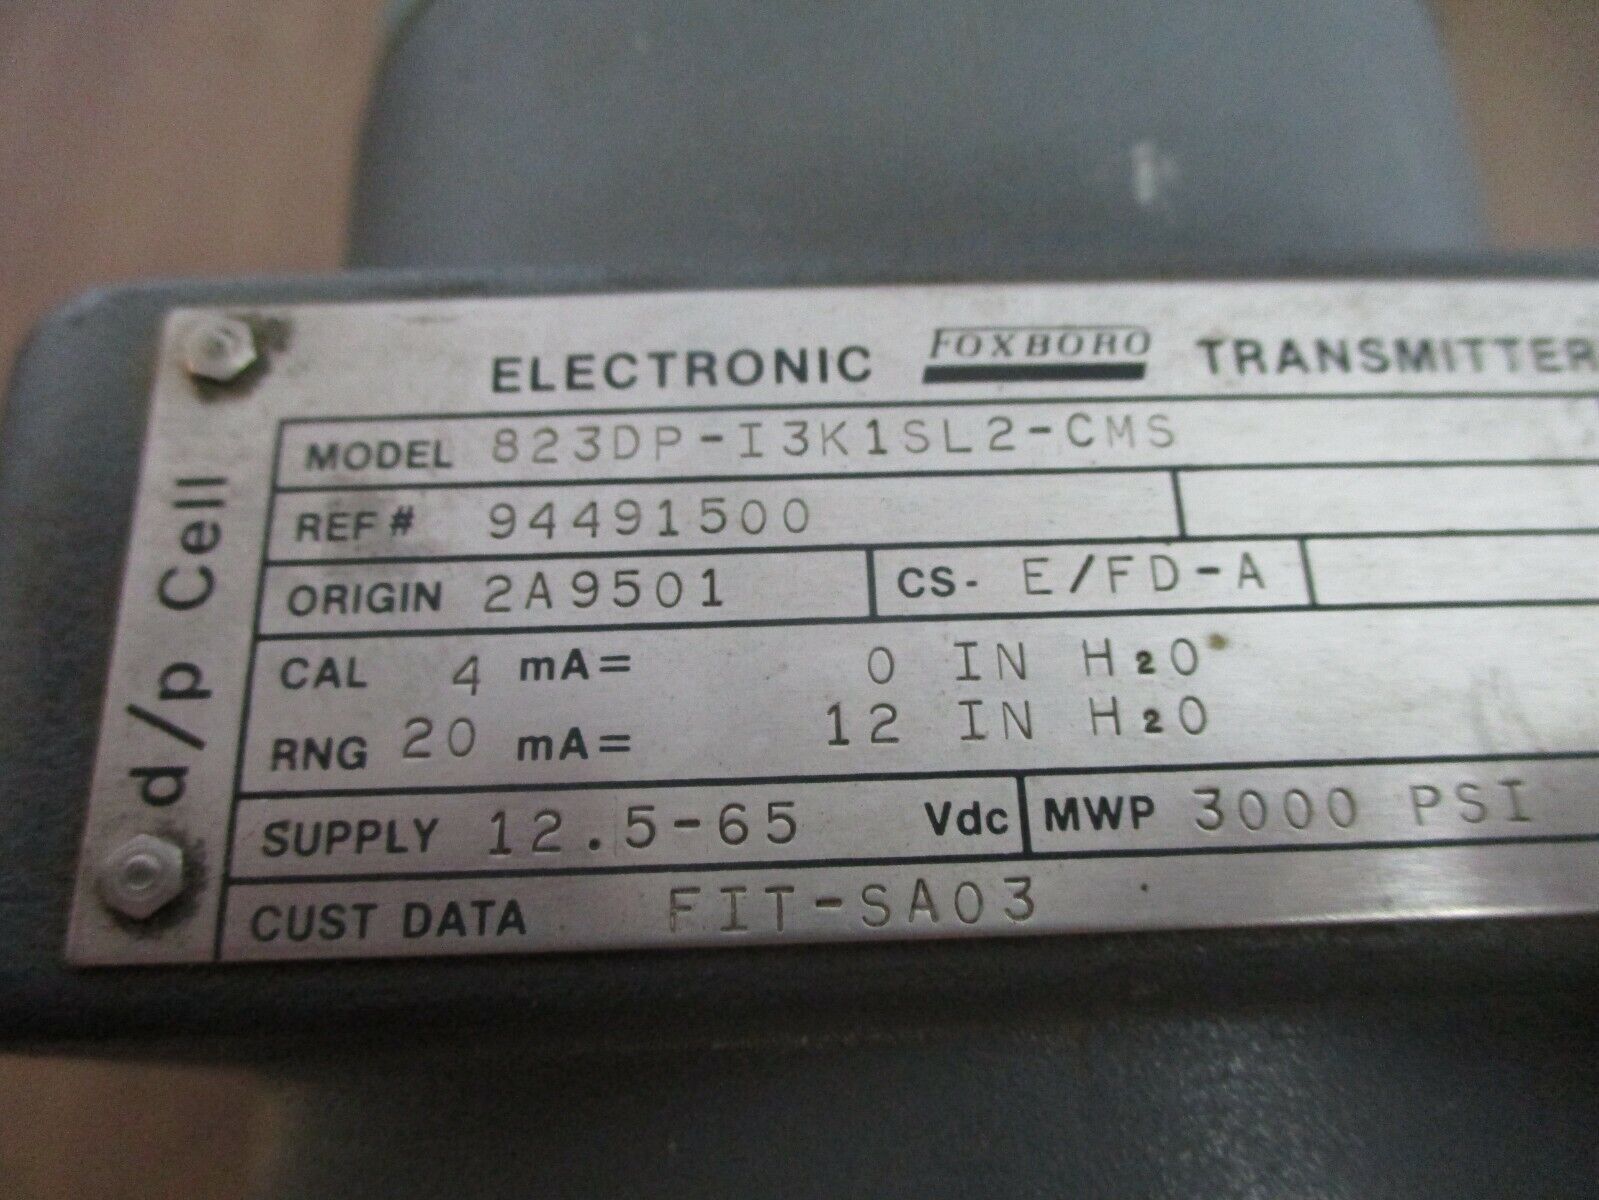 ELECTRONIC FOXBORO TRANSMITTER
d/p Cell
MODEL 823DP-I3K1SL2-CMS
REF # 94491500
ORIGIN 2A9501 CS- E/FD-A
CAL 4 mA= 0 IN H2O
RNG 20 mA= 12 IN H2O
SUPPLY 12.5-65 Vdc MWP 3000 PSI
CUST DATA FIT-SA03